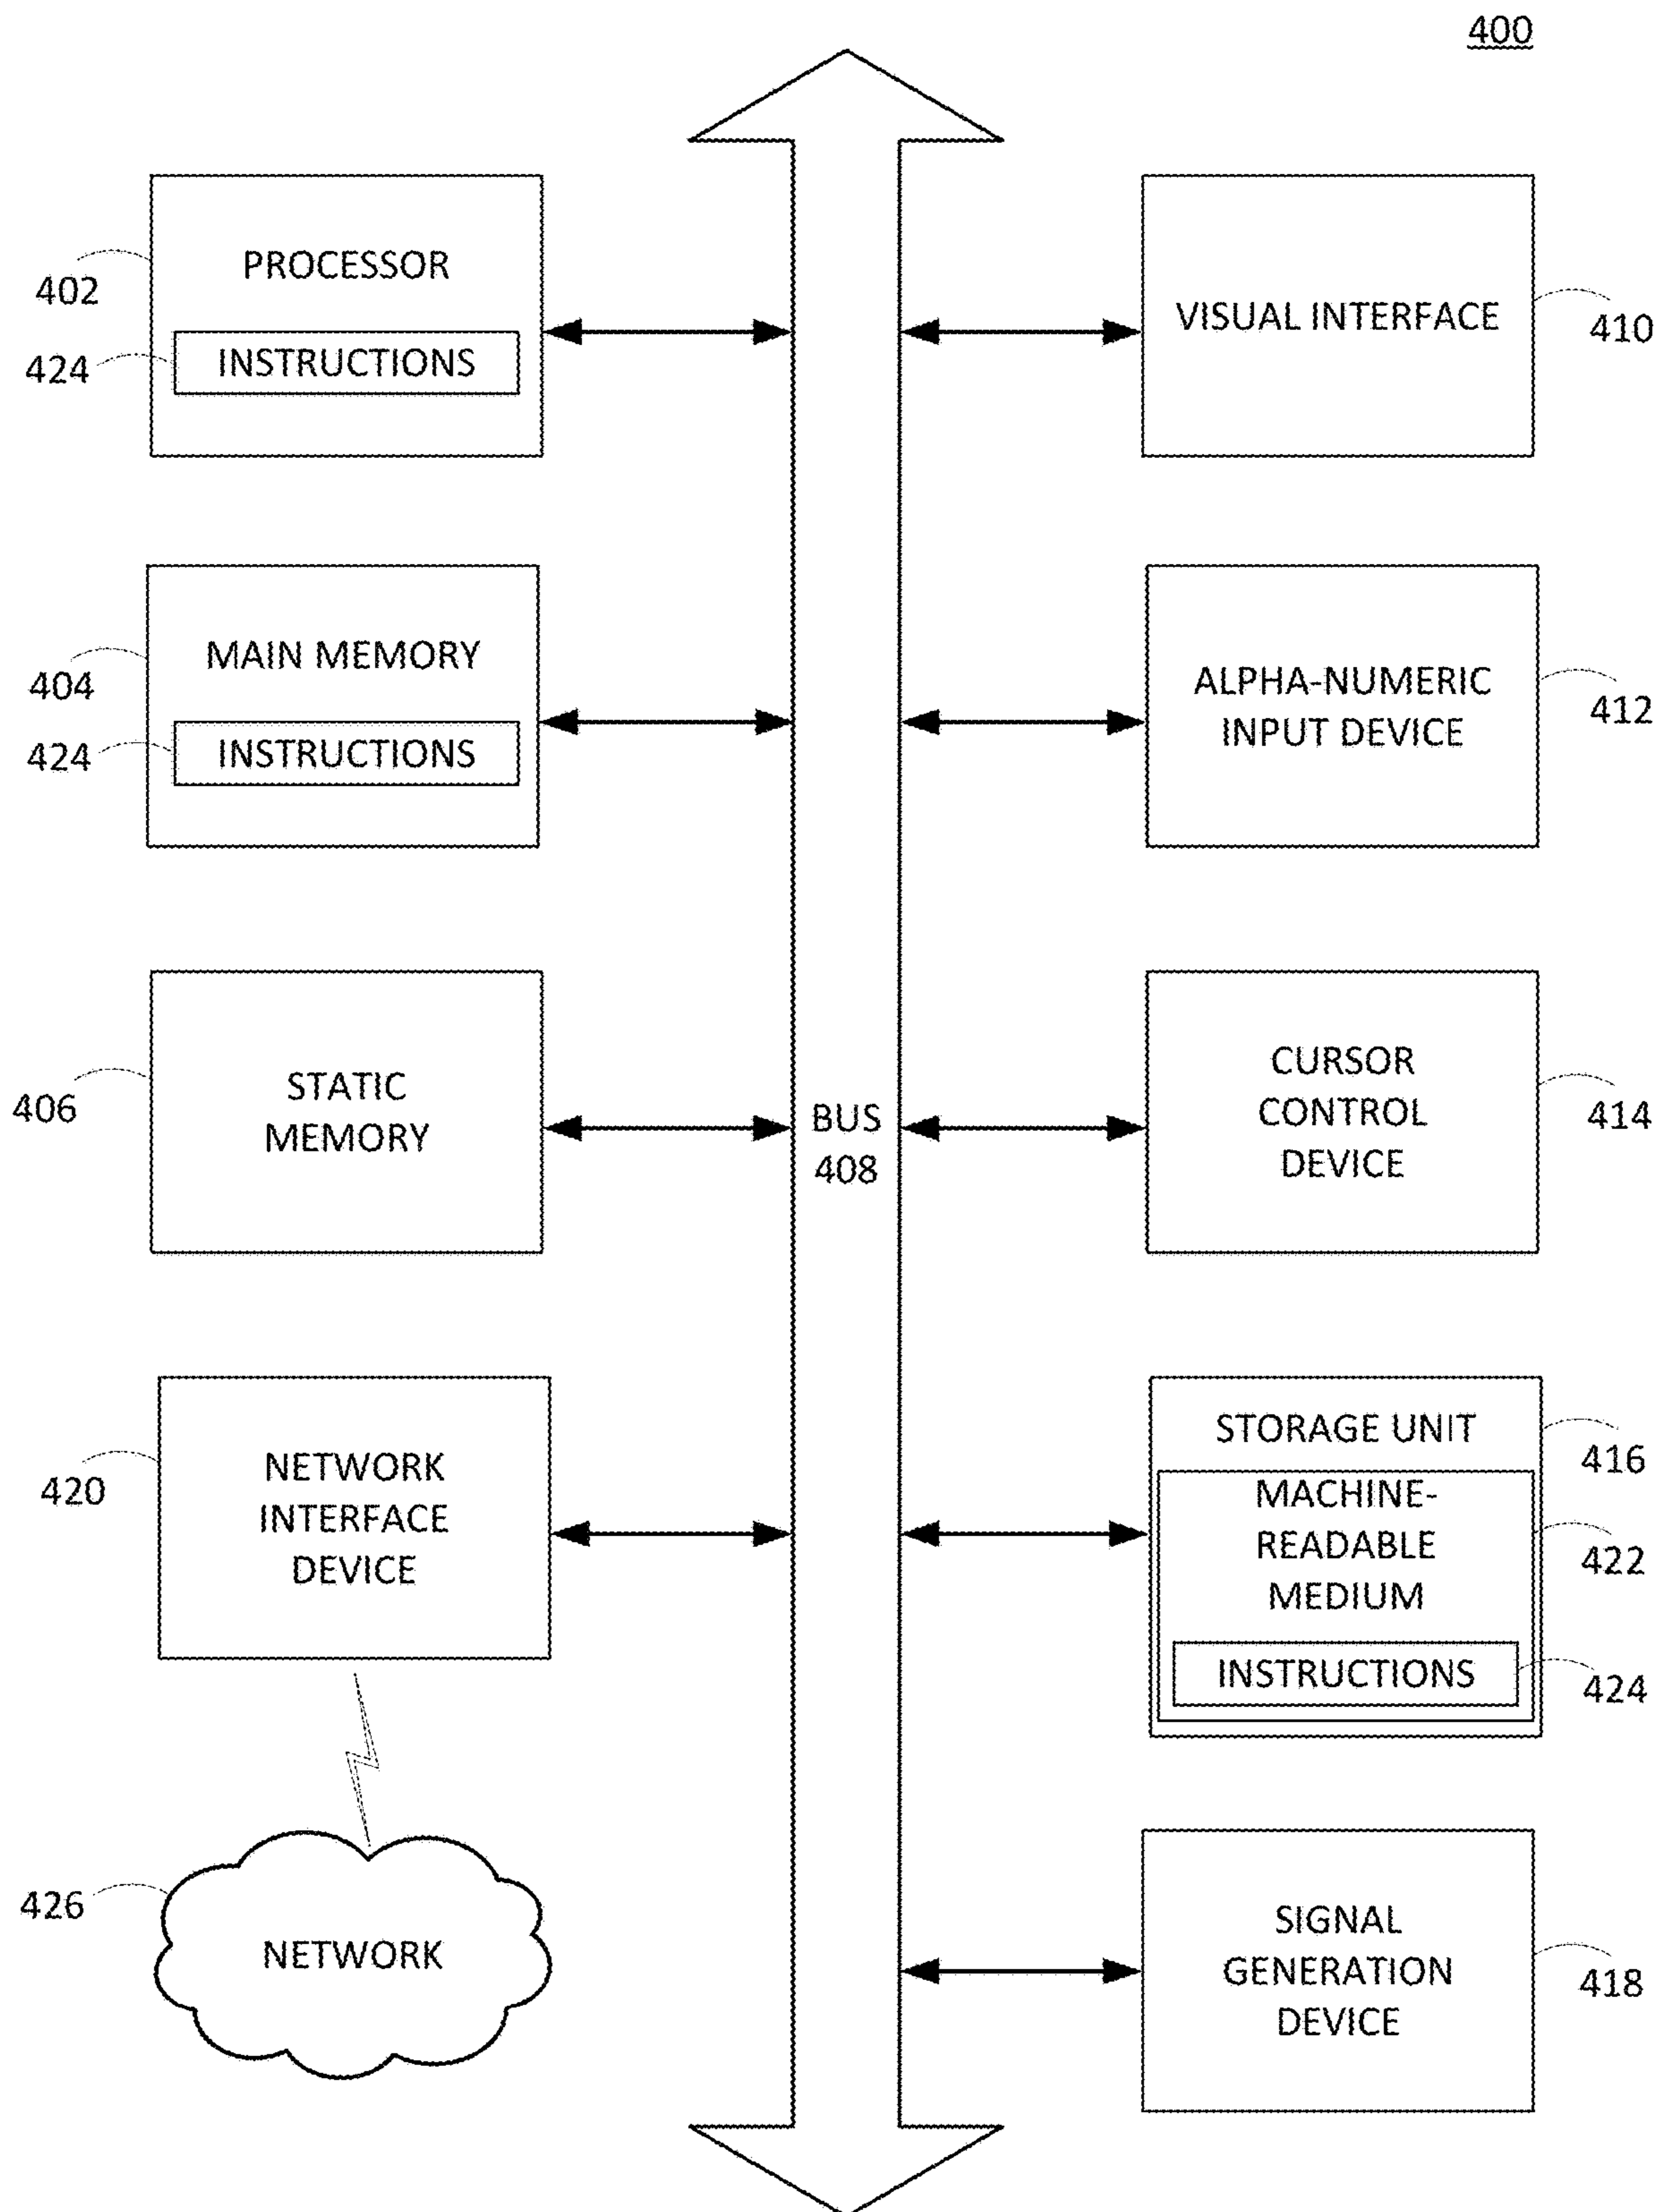 400
PROCESSOR
402
INSTRUCTIONS
424
MAIN MEMORY
404
INSTRUCTIONS
424
STATIC
MEMORY
406
NETWORK
INTERFACE
DEVICE
420
NETWORK
426
BUS
408
VISUAL INTERFACE
410
ALPHA-NUMERIC
INPUT DEVICE
412
CURSOR
CONTROL
DEVICE
414
STORAGE UNIT
416
MACHINE-
READABLE
MEDIUM
422
INSTRUCTIONS
424
SIGNAL
GENERATION
DEVICE
418